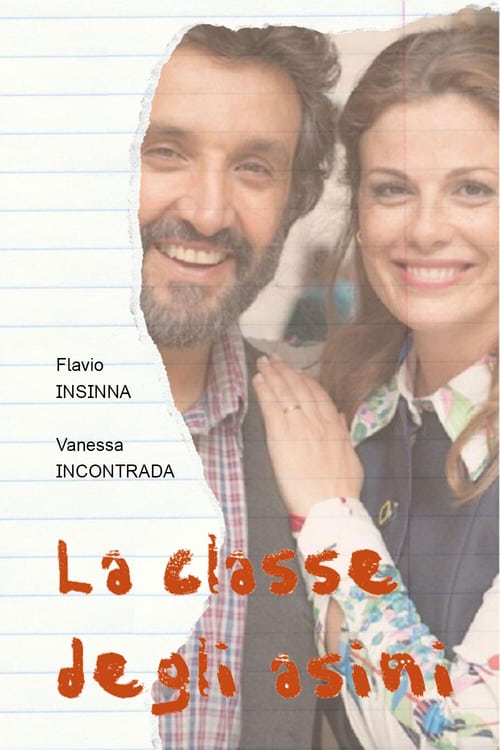 Flavio
INSINNA
Vanessa
INCONTRADA
La classe
degli asini